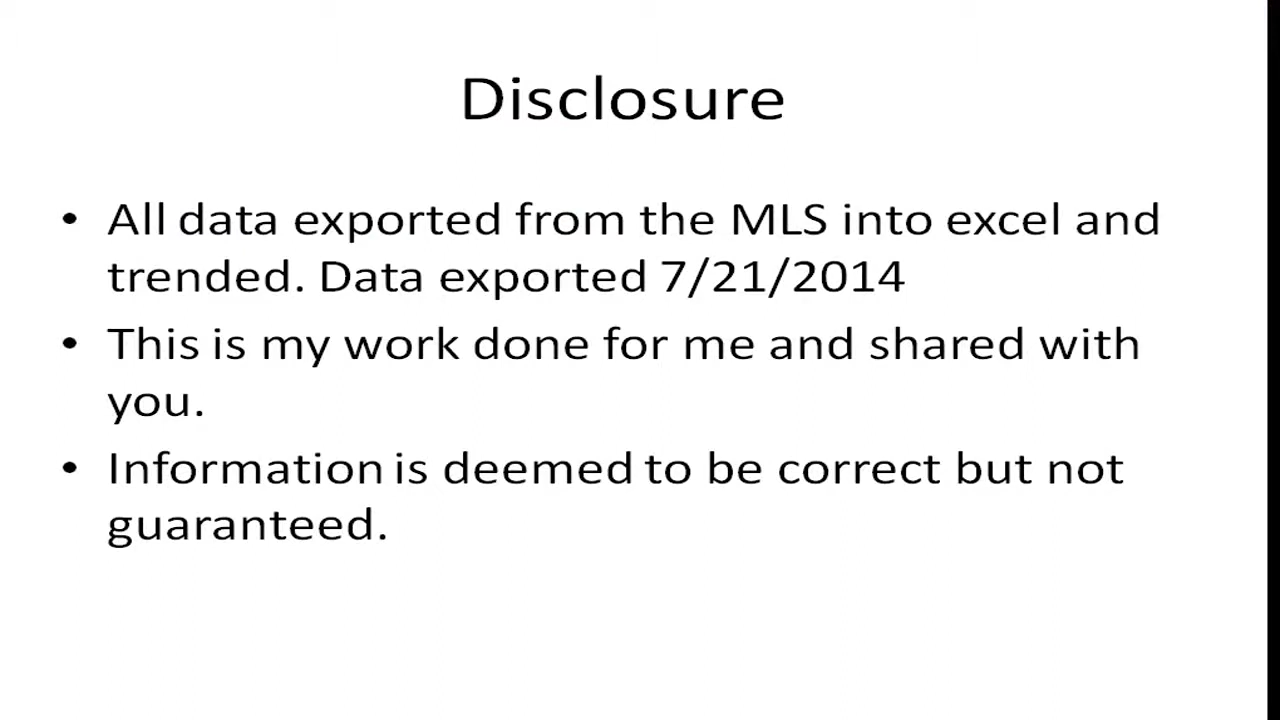 Disclosure
• All data exported from the MLS into excel and
trended. Data exported 7/21/2014
• This is my work done for me and shared with
you.
• Information is deemed to be correct but not
guaranteed.